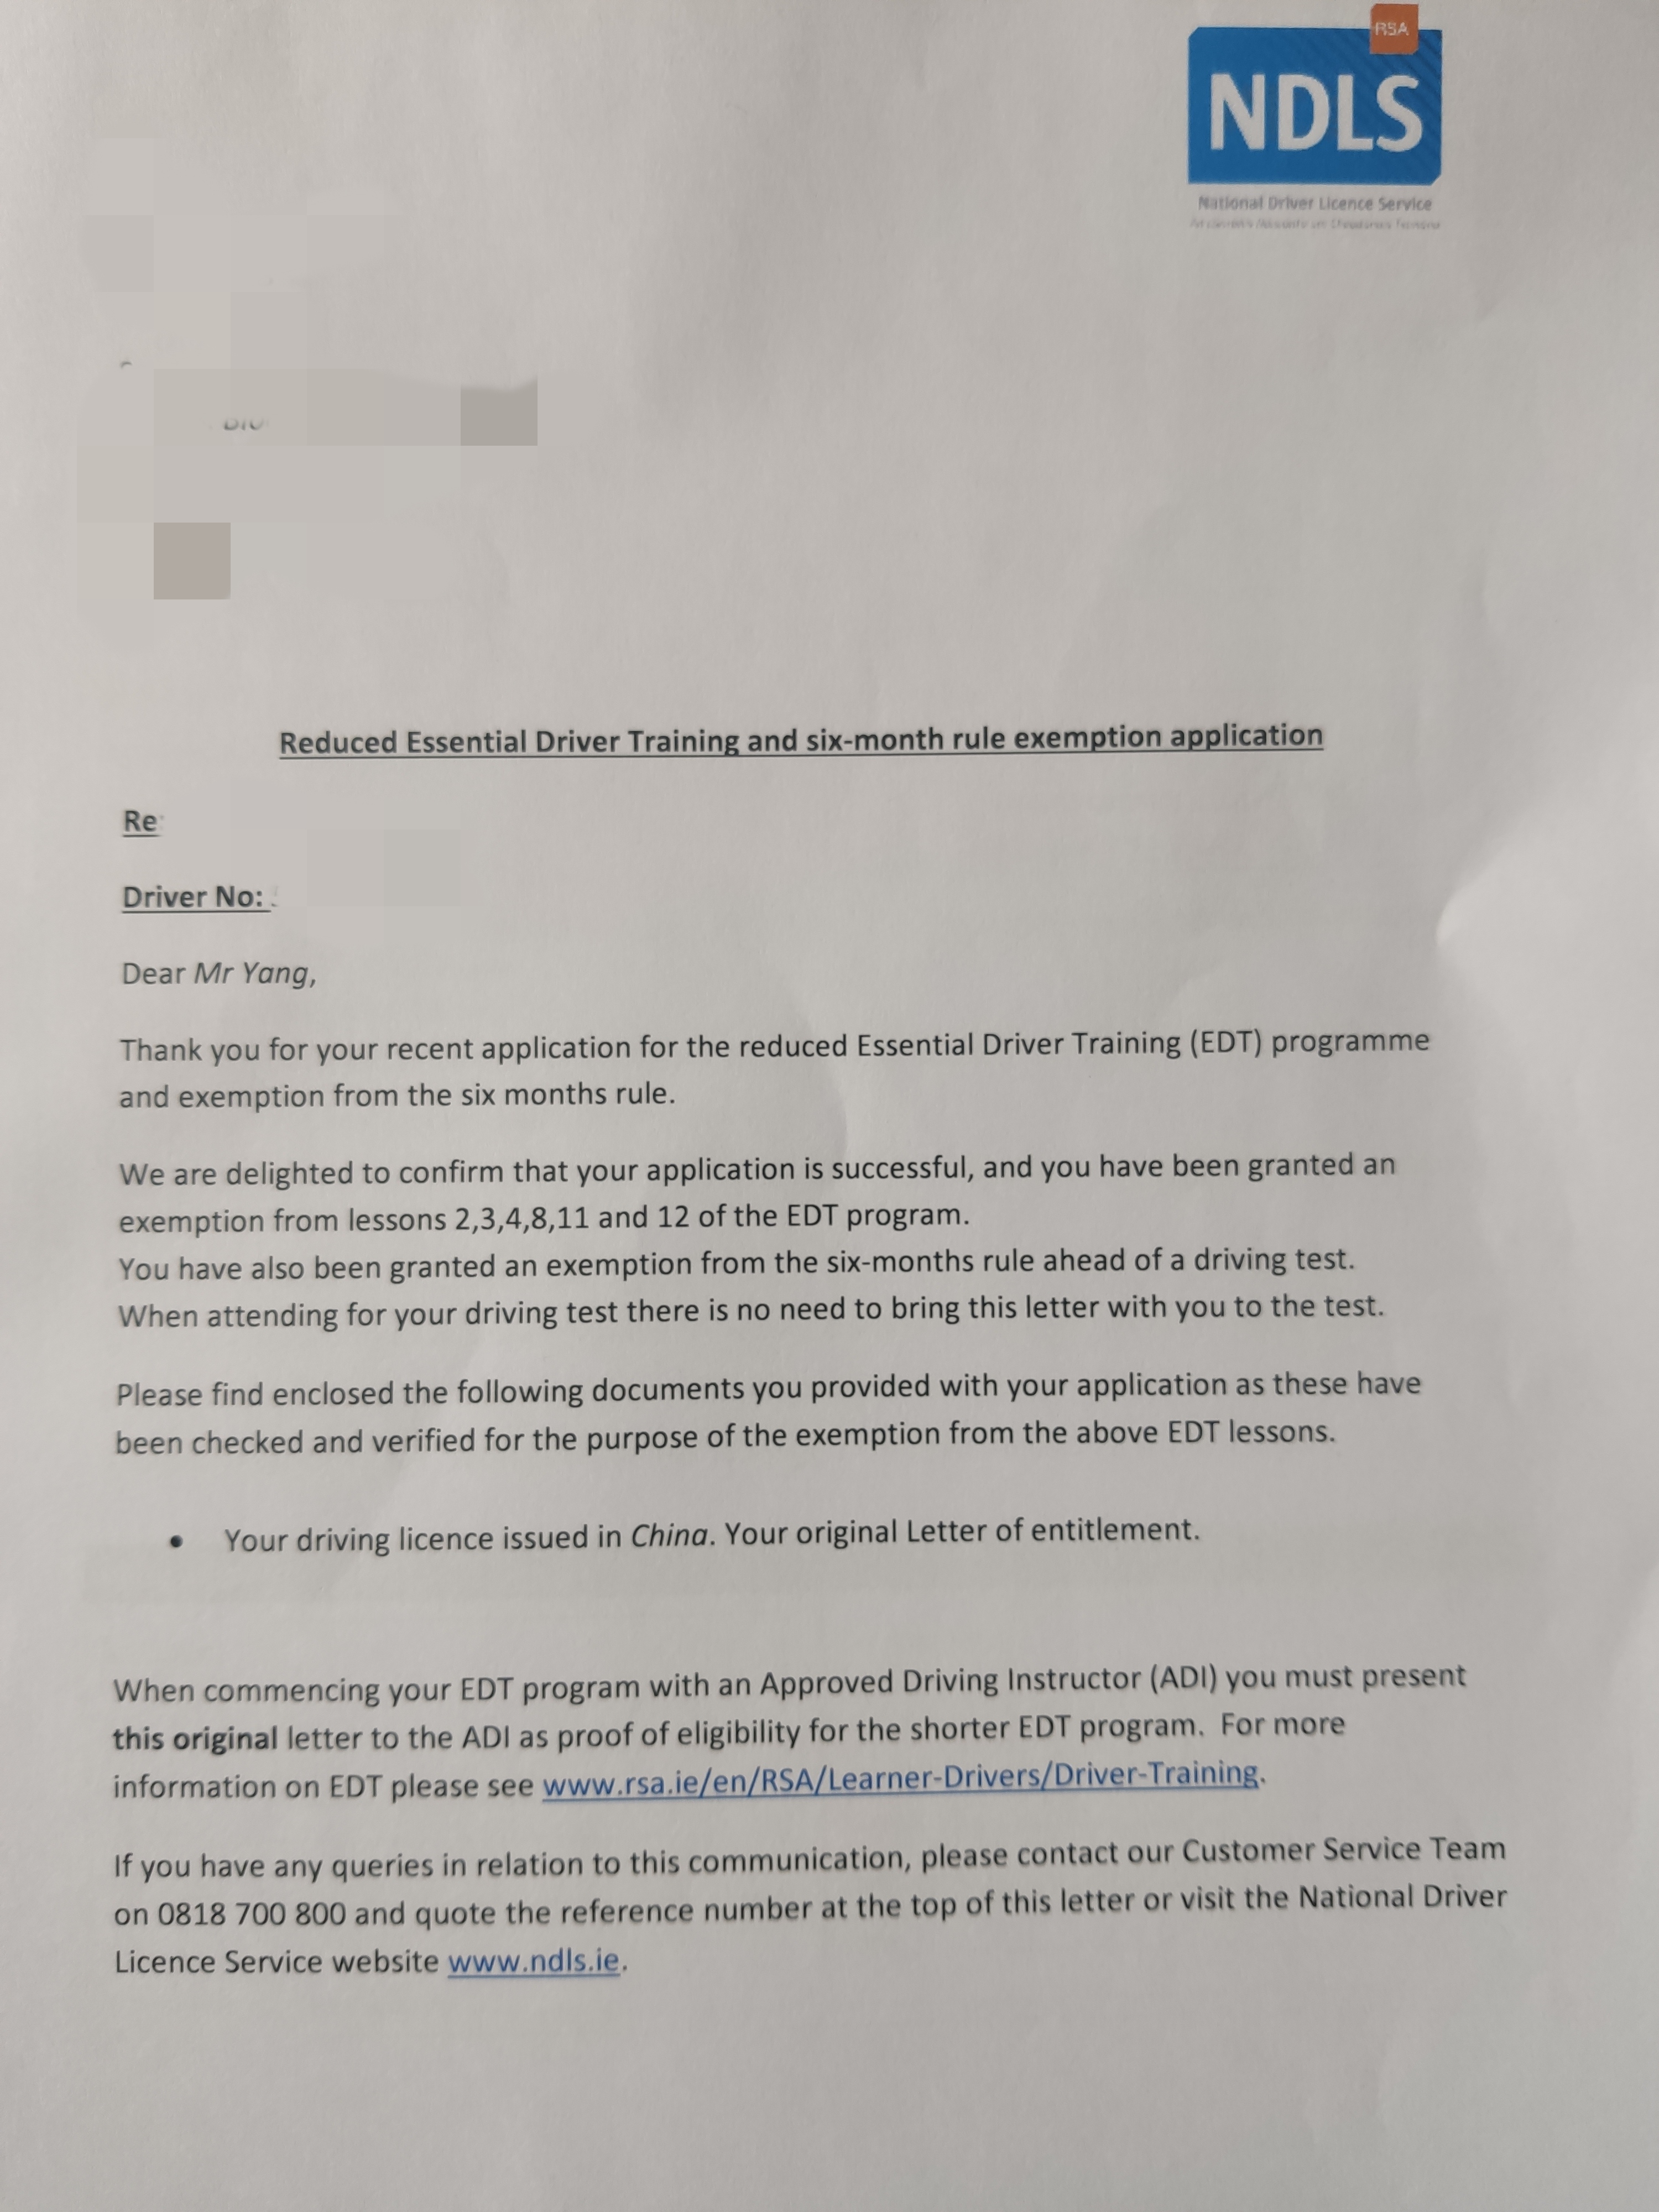 RSA
NDLS
National Driver Licence Service
Reduced Essential Driver Training and six-month rule exemption application
Re
Driver No:
Dear Mr Yang,
Thank you for your recent application for the reduced Essential Driver Training (EDT) programme
and exemption from the six months rule.
We are delighted to confirm that your application is successful, and you have been granted an
exemption from lessons 2,3,4,8,11 and 12 of the EDT program.
You have also been granted an exemption from the six-months rule ahead of a driving test.
When attending for your driving test there is no need to bring this letter with you to the test.
Please find enclosed the following documents you provided with your application as these have
been checked and verified for the purpose of the exemption from the above EDT lessons.
• Your driving licence issued in China. Your original Letter of entitlement.
When commencing your EDT program with an Approved Driving Instructor (ADI) you must present
this original letter to the ADI as proof of eligibility for the shorter EDT program. For more
information on EDT please see www.rsa.ie/en/RSA/Learner-Drivers/Driver-Training.
If you have any queries in relation to this communication, please contact our Customer Service Team
on 0818 700 800 and quote the reference number at the top of this letter or visit the National Driver
Licence Service website www.ndls.ie.